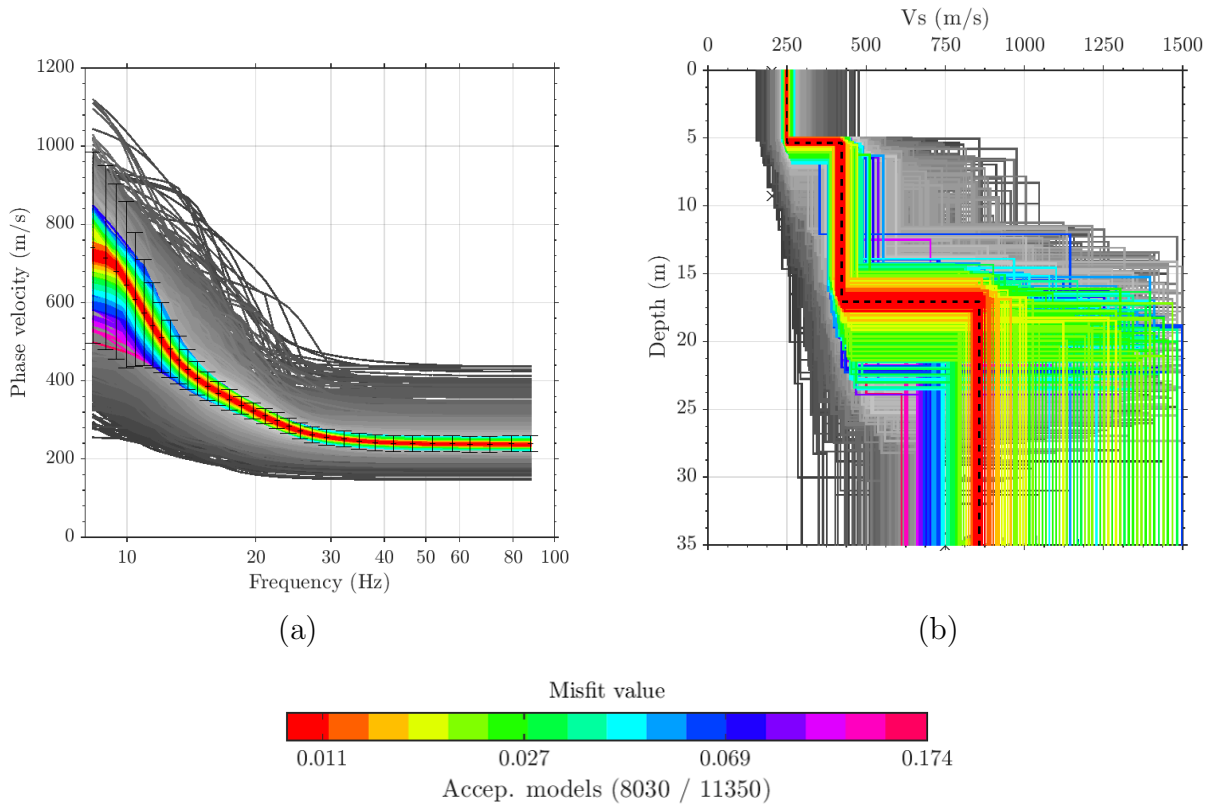 Vs (m/s)
0 250 500 750 1000 1250 1500
1200
1000
800
600
400
200
0
Phase velocity (m/s)
10 20 30 40 50 60 80 100
Frequency (Hz)
0
5
10
15
20
25
30
35
Depth (m)
(a)
(b)
Misfit value
0.011 0.027 0.069 0.174
Accep. models (8030 / 11350)